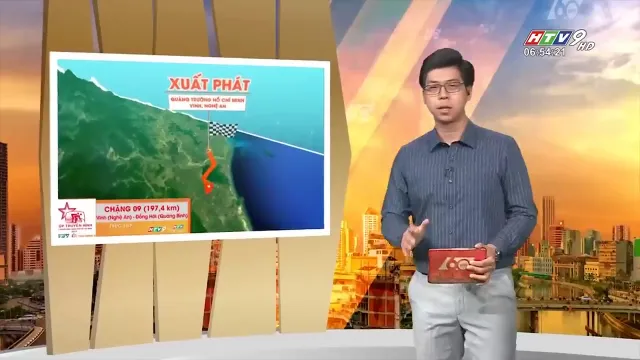 HTV9 HD
06:54:21
XUẤT PHÁT
QUẢNG TRƯỜNG HỒ CHÍ MINH
VINH, NGHỆ AN
CHẶNG 09 (197,4 km)
Vinh (Nghệ An) - Đồng Hới (Quảng Bình)